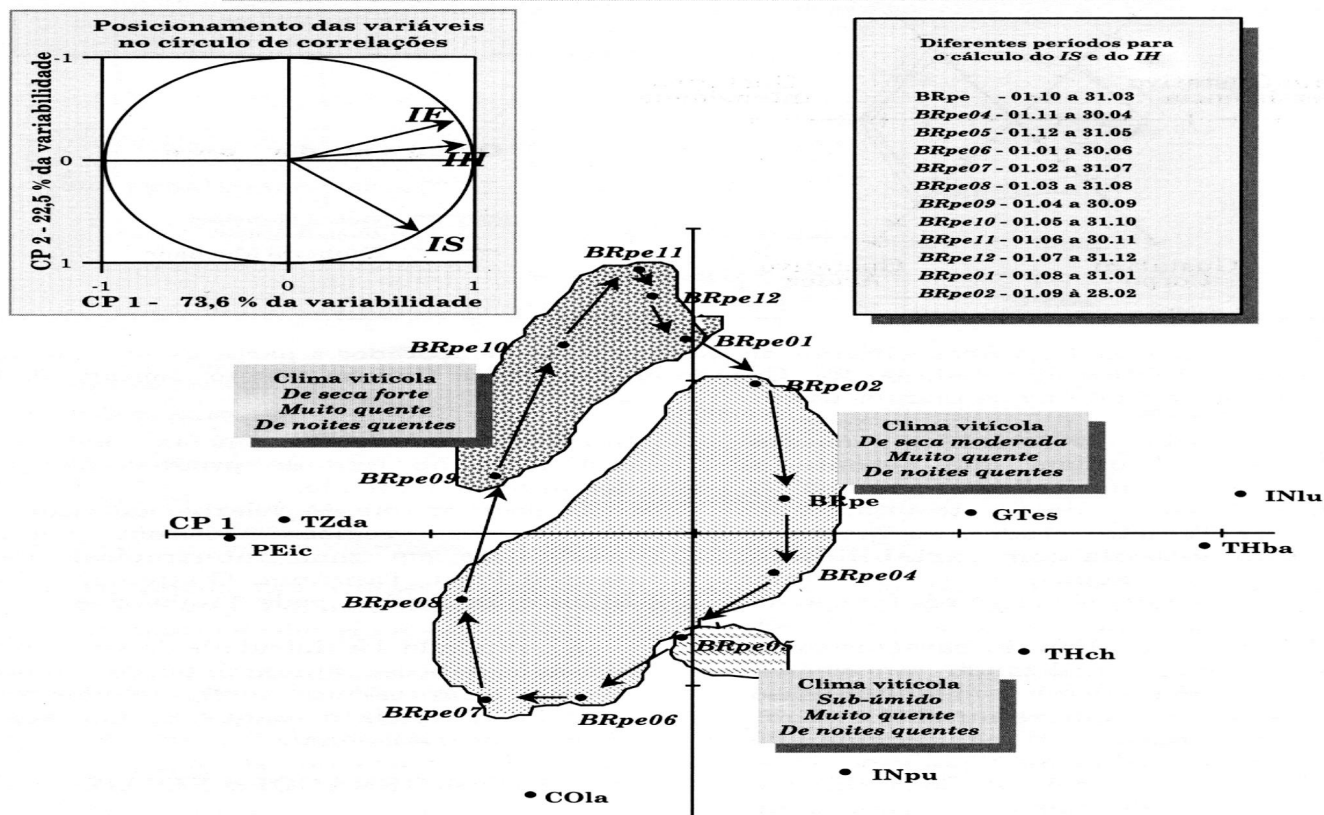 Posicionamento das variáveis
no círculo de correlações
-1
IF
0
IH
IS
1
-1
0
1
CP 2 - 22,5 % da variabilidade
CP 1 - 73,6 % da variabilidade
Diferentes períodos para
o cálculo do IS e do IH
BRpe - 01.10 a 31.03
BRpe04 - 01.11 a 30.04
BRpe05 - 01.12 a 31.05
BRpe06 - 01.01 a 30.06
BRpe07 - 01.02 a 31.07
BRpe08 - 01.03 a 31.08
BRpe09 - 01.04 a 30.09
BRpe10 - 01.05 a 31.10
BRpe11 - 01.06 a 30.11
BRpe12 - 01.07 a 31.12
BRpe01 - 01.08 a 31.01
BRpe02 - 01.09 à 28.02
BRpe11
BRpe12
BRpe10
BRpe01
Clima vitícola
De seca forte
Muito quente
De noites quentes
BRpe02
Clima vitícola
De seca moderada
Muito quente
De noites quentes
BRpe09
BRpe
INlu
GTes
CP 1
TZda
PEic
THba
BRpe04
BRpe08
BRpe05
THch
Clima vitícola
Sub-úmido
Muito quente
De noites quentes
BRpe07
BRpe06
INpu
COla